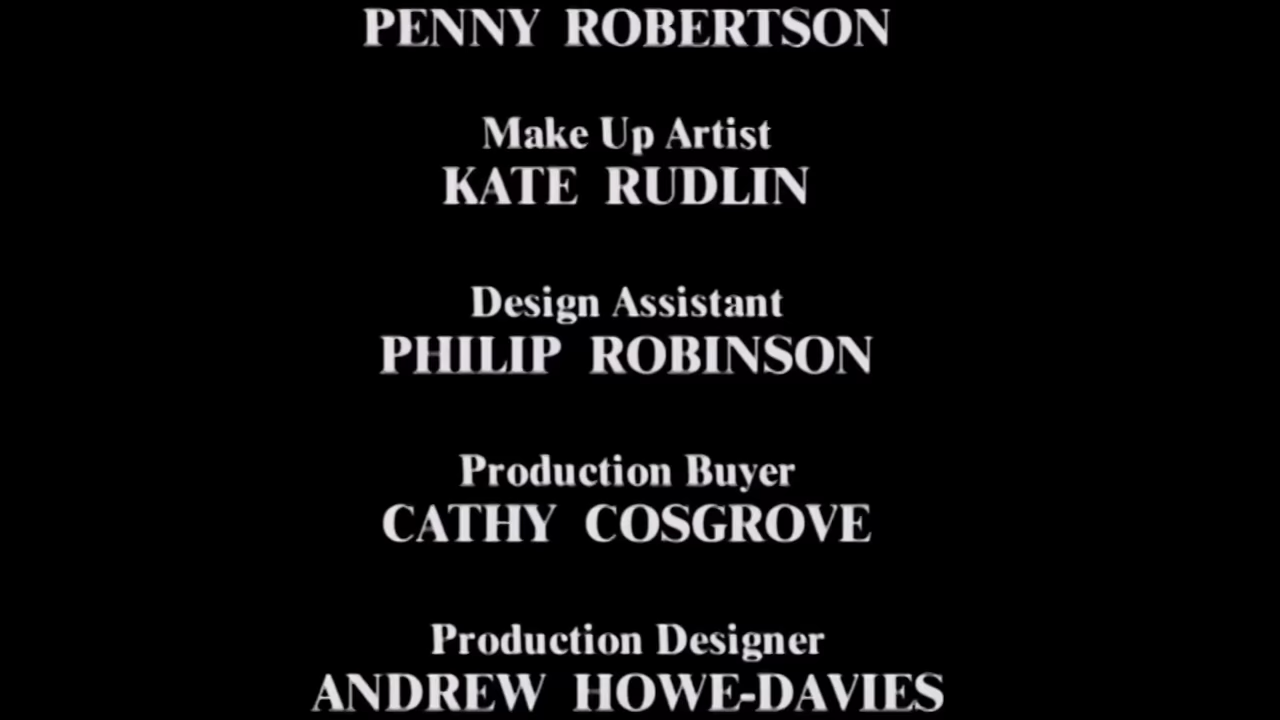 PENNY ROBERTSON
Make Up Artist
KATE RUDLIN
Design Assistant
PHILIP ROBINSON
Production Buyer
CATHY COSGROVE
Production Designer
ANDREW HOWE-DAVIES